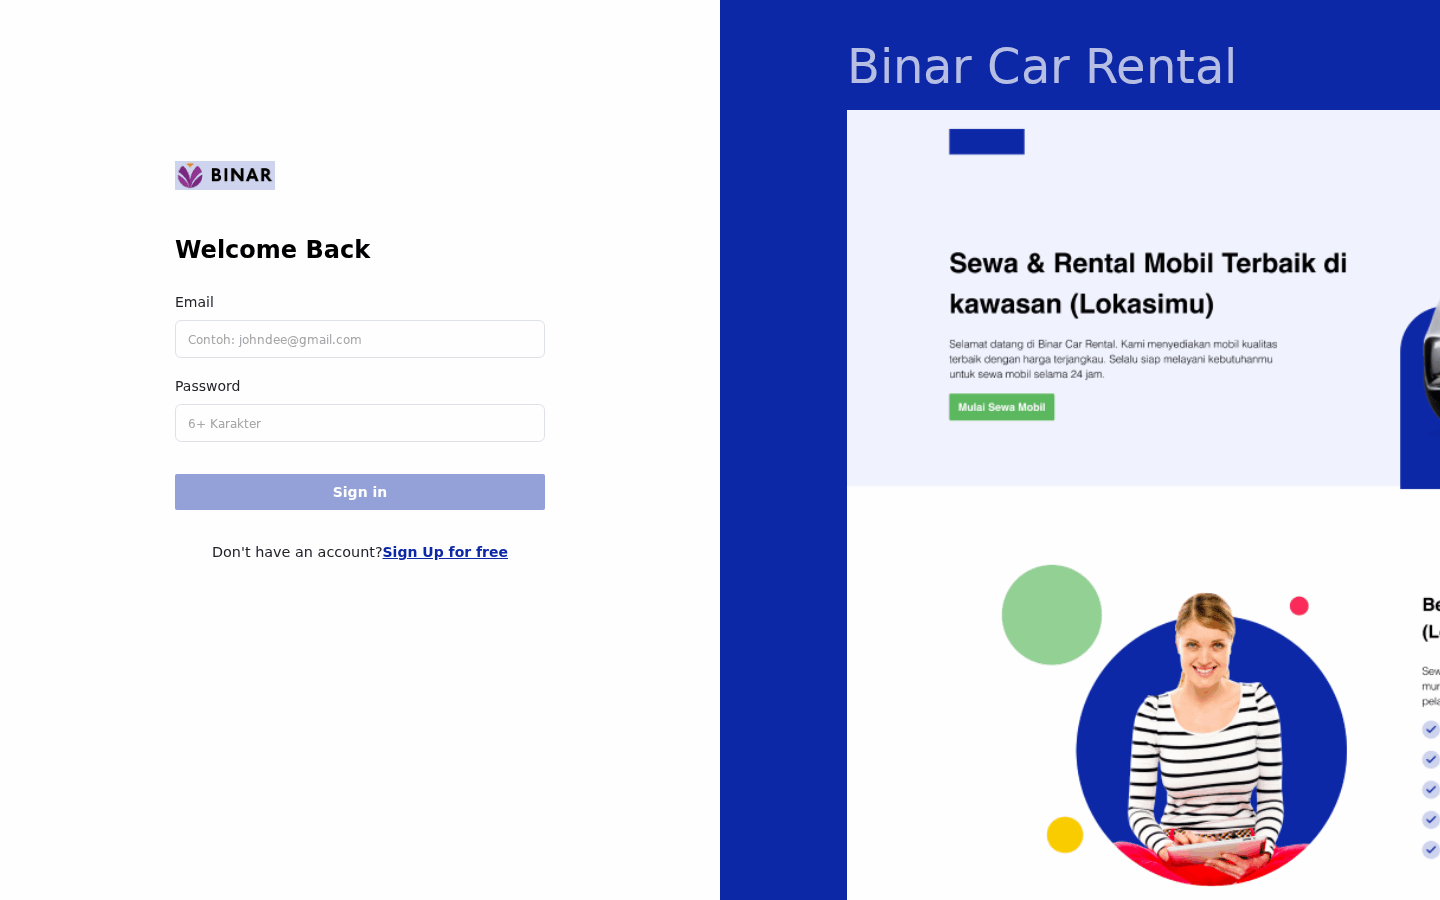 BINAR
Welcome Back
Email
Contoh: johndee@gmail.com
Password
6+ Karakter
Sign in
Don't have an account?Sign Up for free
Binar Car Rental
Sewa & Rental Mobil Terbaik di
kawasan (Lokasimu)
Selamat datang di Binar Car Rental. Kami menyediakan mobil kualitas
terbaik dengan harga terjangkau. Selalu siap melayani kebutuhanmu
untuk sewa mobil selama 24 jam.
Mulai Sewa Mobil